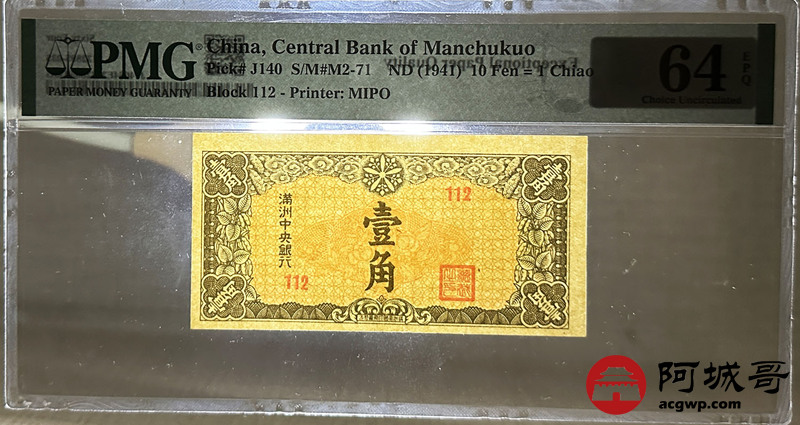 PMG
PAPER MONEY GUARANTY
China, Central Bank of Manchukuo
Pick# J140 S/M#M2-71 ND (1941) 10 Fen = 1 Chiao
Block 112 - Printer: MIPO
64 EPQ
Choice Uncirculated
Exceptional Paper Quality
112
壹角
滿洲中央銀行
112
阿城哥
acgwp.com